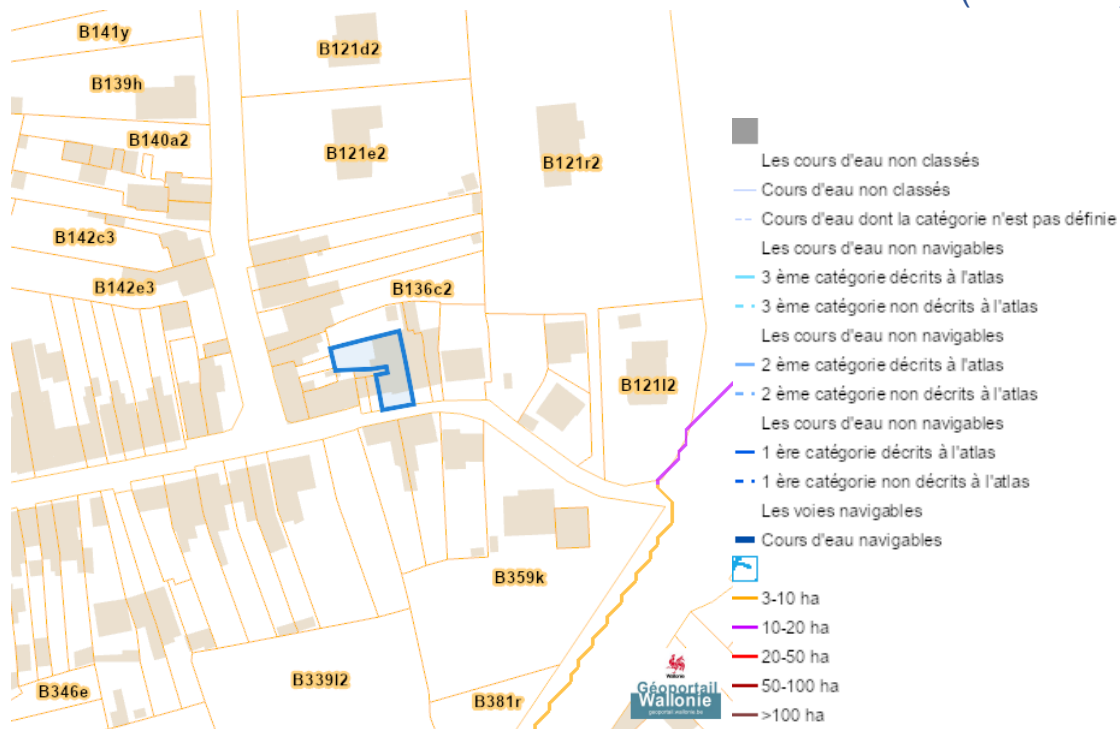 (
B141y
B121d2
B139h
B140a2
B121e2
B121r2
B142c3
B142e3
B136c2
B121l2
B359k
B339l2
B346e
B381r
Wallonie
Géoportail
Wallonie
geoportail.wallonie.be
Les cours d'eau non classés
Cours d'eau non classés
Cours d'eau dont la catégorie n'est pas définie
Les cours d'eau non navigables
3 ème catégorie décrits à l'atlas
3 ème catégorie non décrits à l'atlas
Les cours d'eau non navigables
2 ème catégorie décrits à l'atlas
2 ème catégorie non décrits à l'atlas
Les cours d'eau non navigables
1 ère catégorie décrits à l'atlas
1 ère catégorie non décrits à l'atlas
Les voies navigables
Cours d'eau navigables
3-10 ha
10-20 ha
20-50 ha
50-100 ha
>100 ha